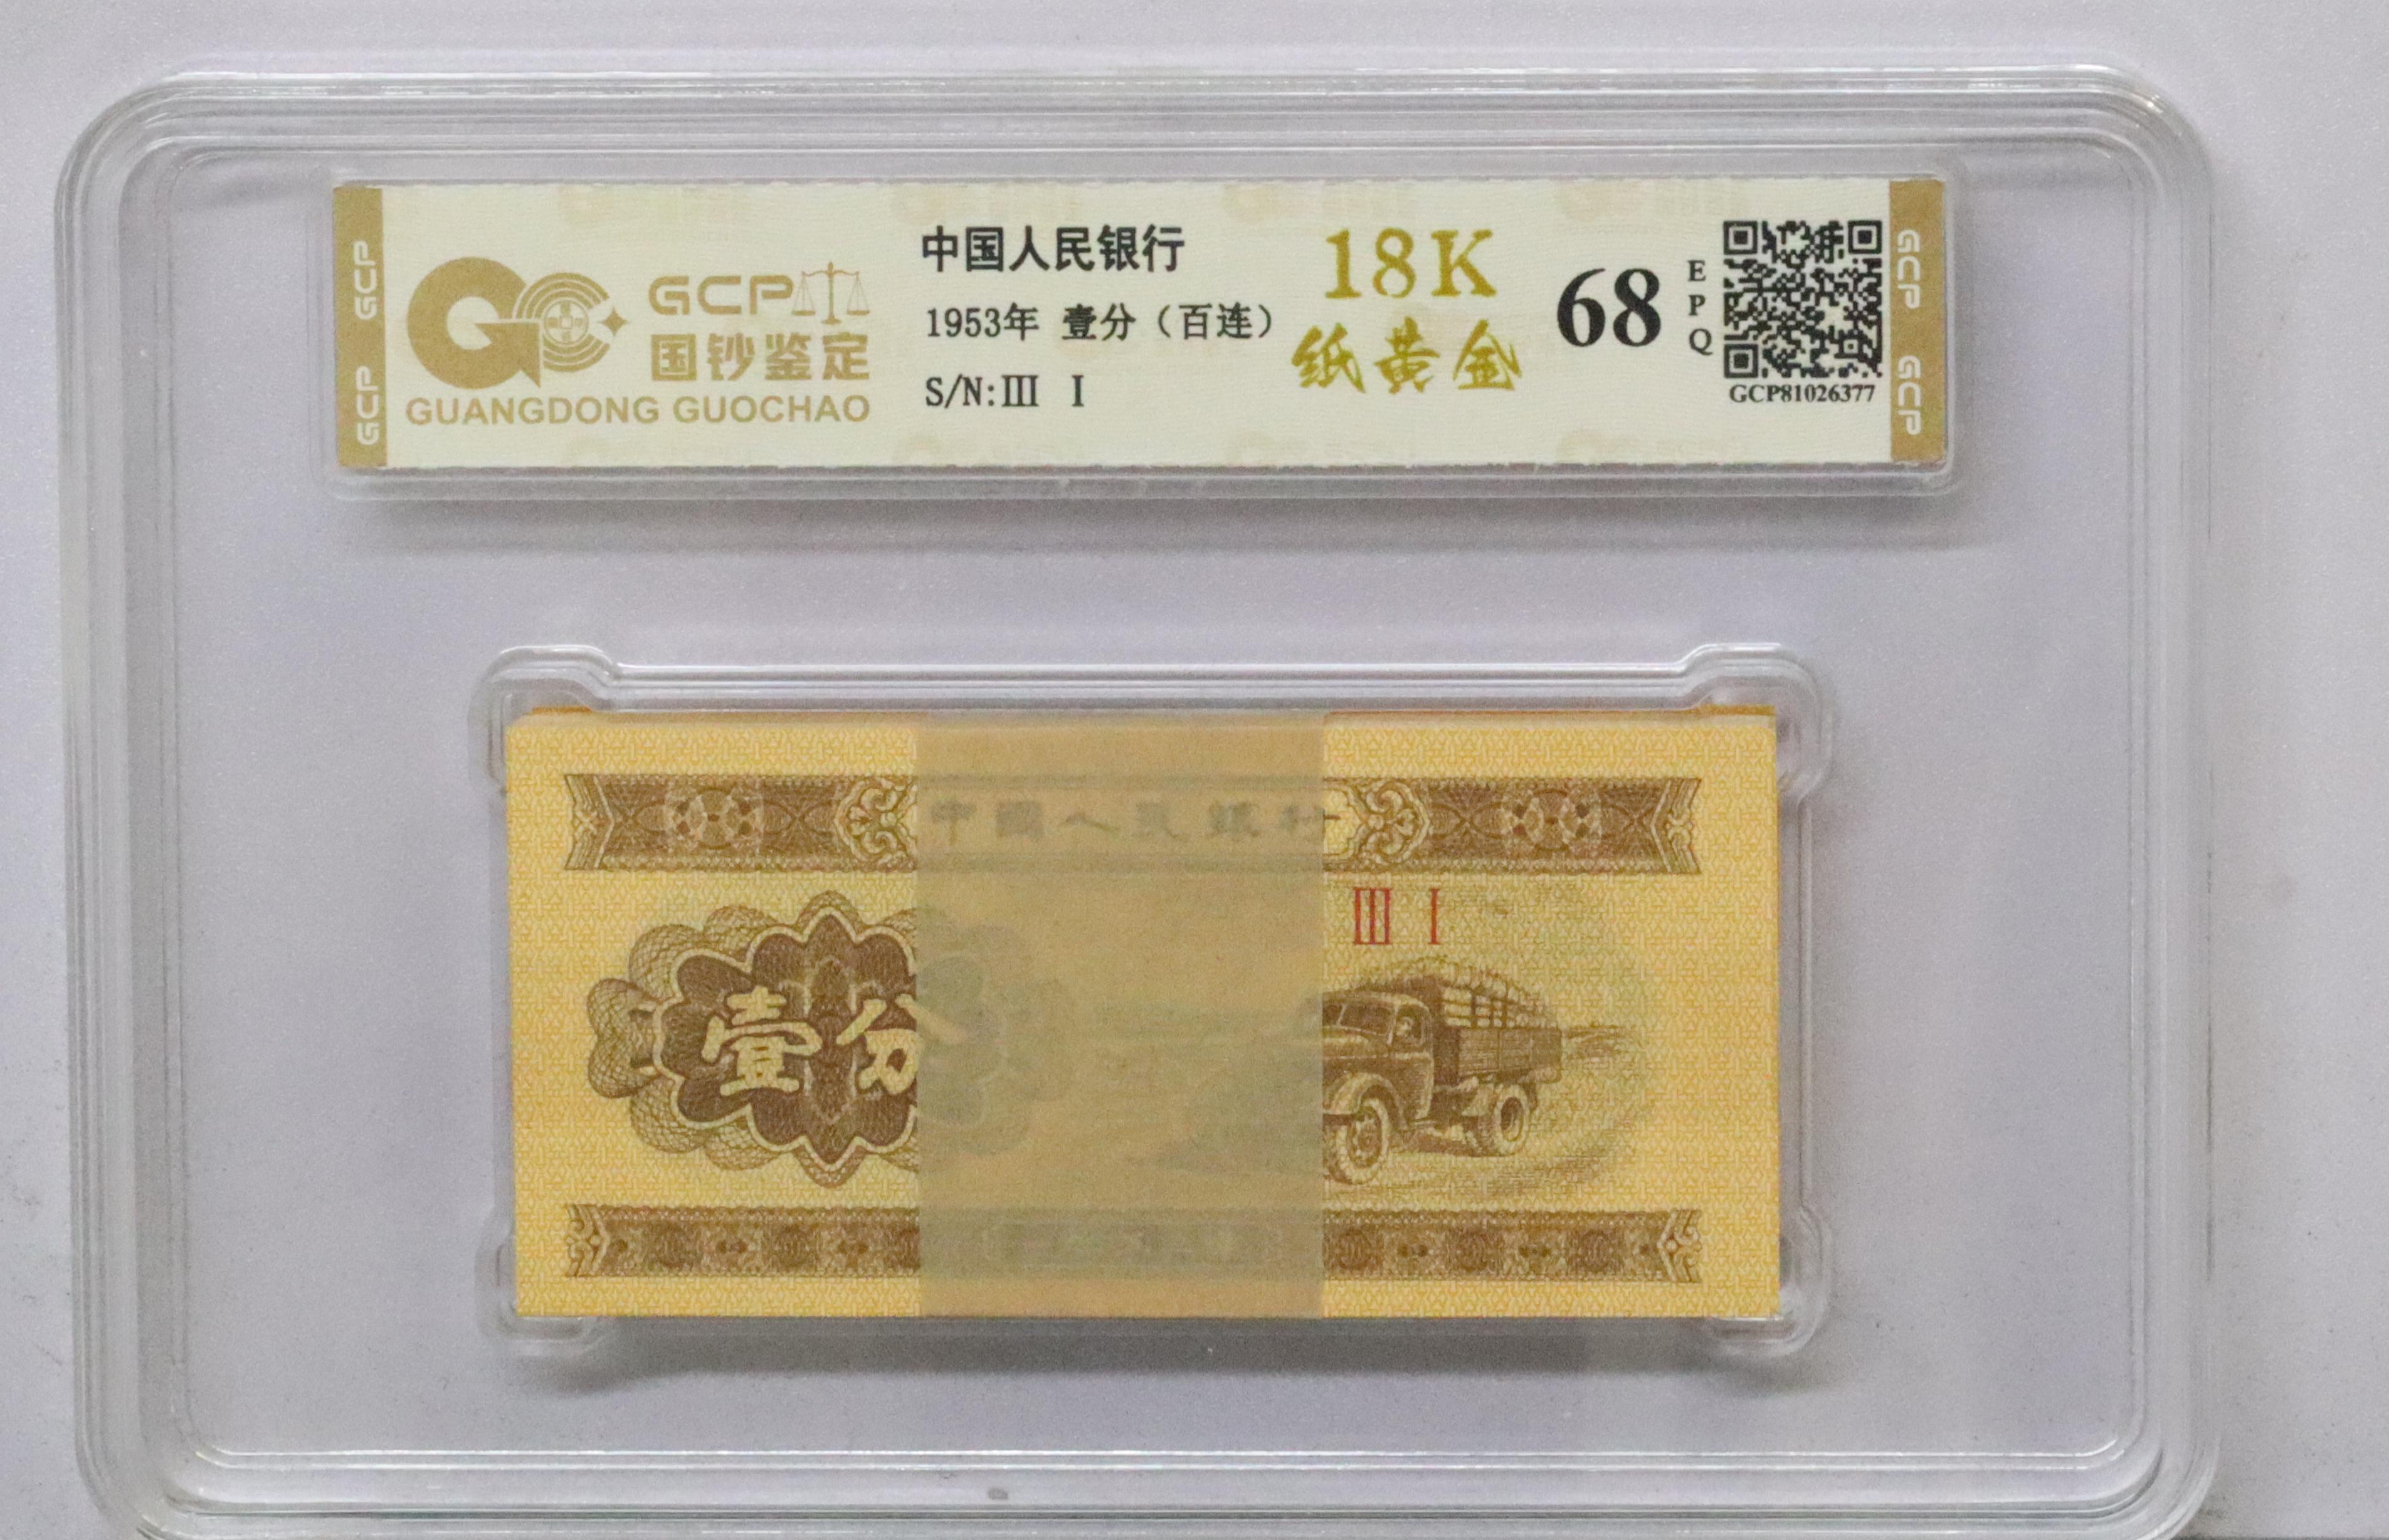 GCP
GCP
GCP
国钞鉴定
GUANGDONG GUOCHAO
中国人民银行
1953年 壹分（百连）
S/N:Ⅲ Ⅰ
18K
纸黄金
68
EPQ
GCP81026377
GCP
GCP
中國人民銀行
Ⅲ Ⅰ
壹分